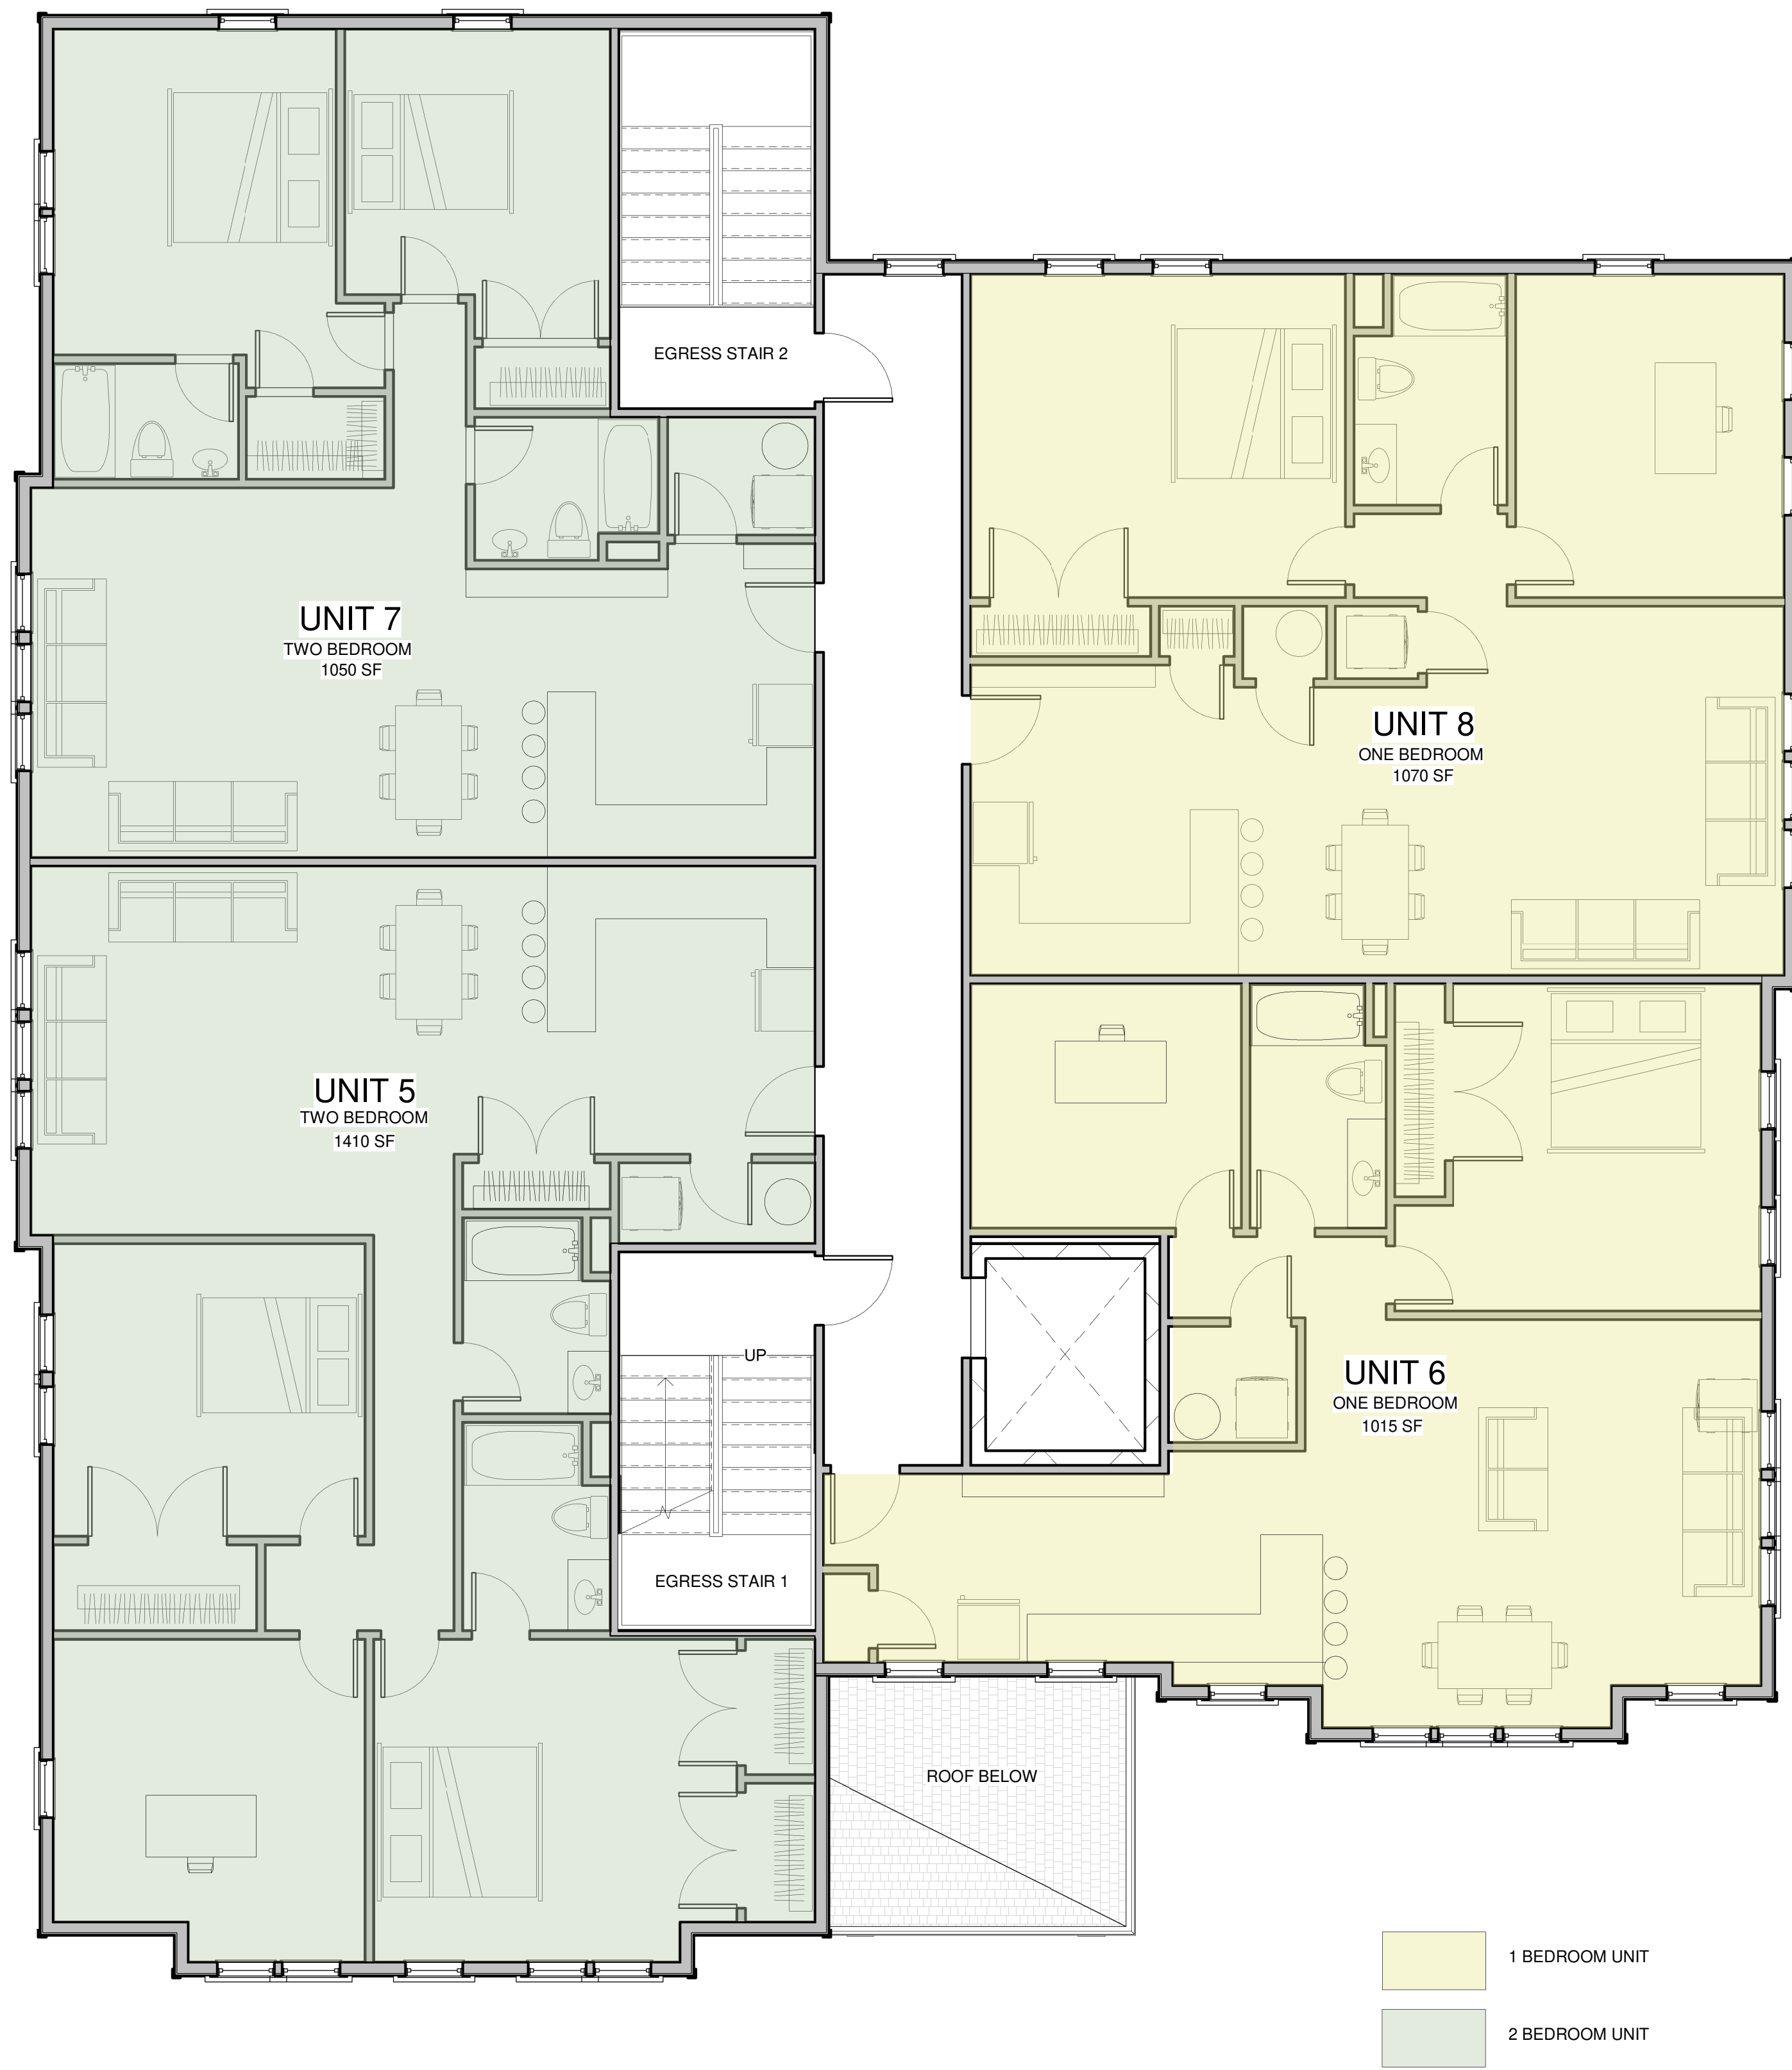 EGRESS STAIR 2
UNIT 7
TWO BEDROOM
1050 SF
UNIT 8
ONE BEDROOM
1070 SF
UNIT 5
TWO BEDROOM
1410 SF
UP
UNIT 6
ONE BEDROOM
1015 SF
EGRESS STAIR 1
ROOF BELOW
1 BEDROOM UNIT
2 BEDROOM UNIT